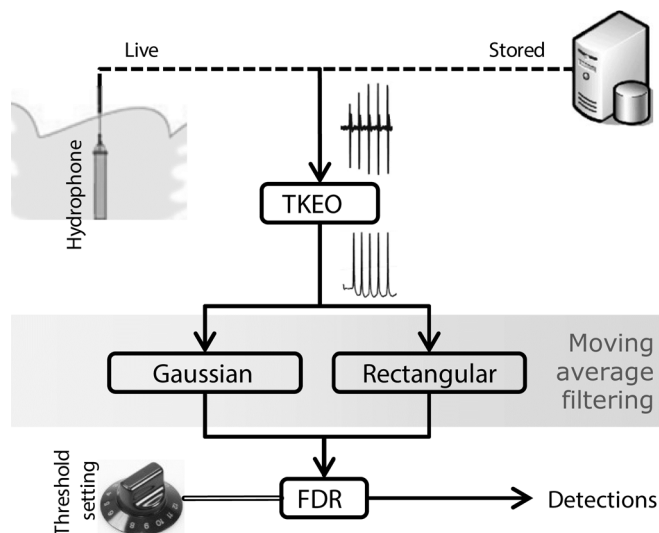 Live
Stored
Hydrophone
TKEO
Gaussian
Rectangular
Moving
average
filtering
Threshold
setting
FDR
Detections